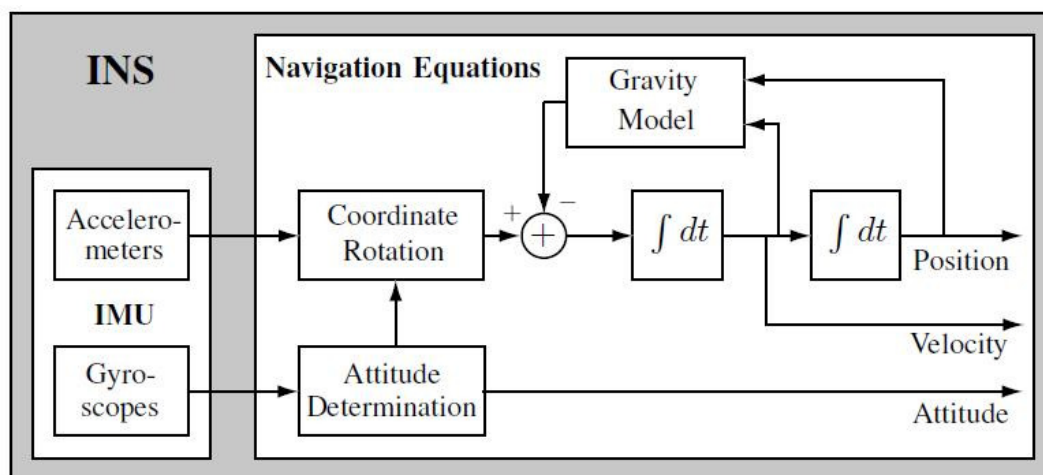 INS
Navigation Equations
Gravity
Model
Accelero-
meters
Coordinate
Rotation
+
−
+
∫ dt
∫ dt
Position
IMU
Velocity
Gyro-
scopes
Attitude
Determination
Attitude